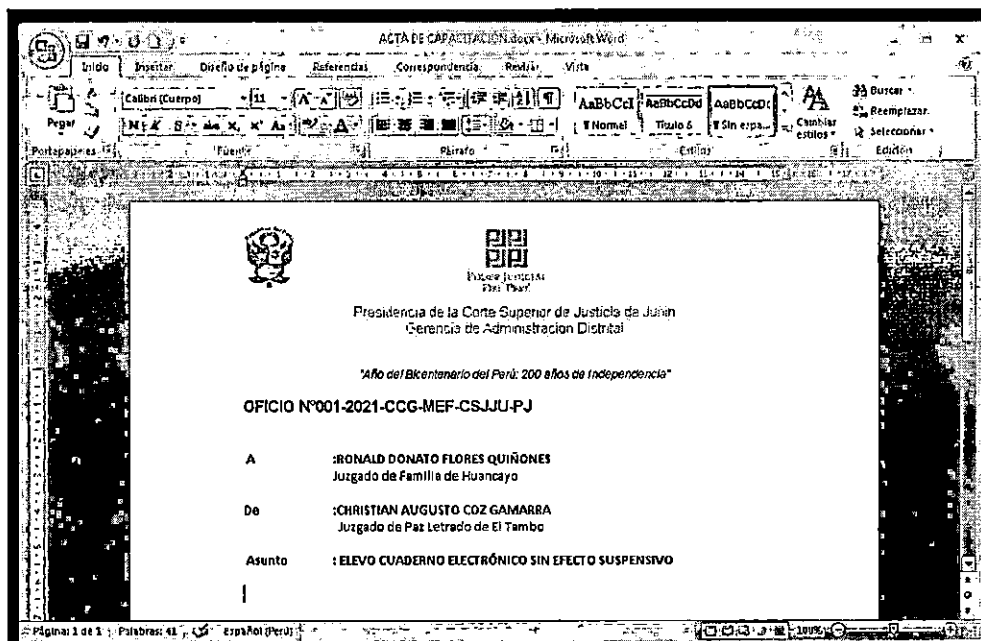 ACTA DE CAPACITACION.docx - Microsoft Word
Inicio Insertar Diseño de página Referencias Correspondencia Revisar Vista
Calibri (Cuerpo) 11
AaBbCcI AaBbCcDd AaBbCcDc
Buscar
Reemplazar
Seleccionar
Pegar
¶ Normal Título 6 ¶ Sin espa...
Cambiar estilos
Portapapeles Fuente Párrafo Estilos Edición
Poder Judicial
Del Perú
Presidencia de la Corte Superior de Justicia de Junín
Gerencia de Administracion Distrital
"Año del Bicentenario del Perú: 200 años de Independencia"
OFICIO N°001-2021-CCG-MEF-CSJJU-PJ
A :RONALD DONATO FLORES QUIÑONES
Juzgado de Familia de Huancayo
De :CHRISTIAN AUGUSTO COZ GAMARRA
Juzgado de Paz Letrado de El Tambo
Asunto : ELEVO CUADERNO ELECTRÓNICO SIN EFECTO SUSPENSIVO
Página: 1 de 1 Palabras: 41 Español (Perú) 100%